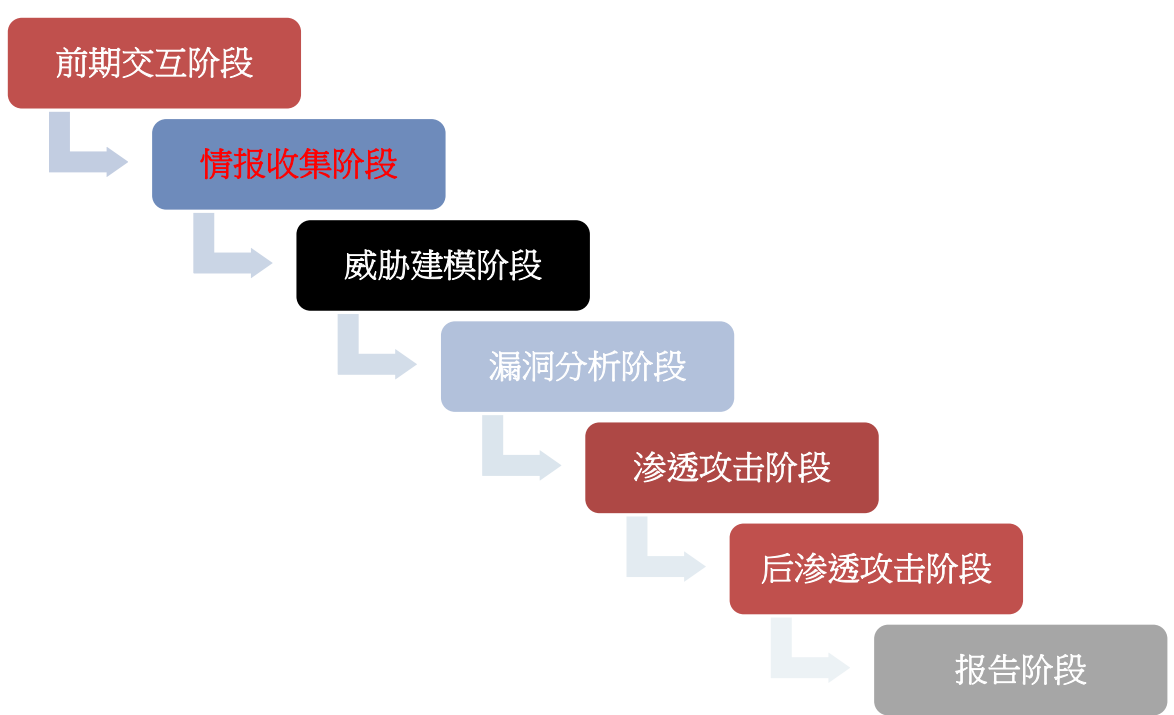 前期交互阶段
情报收集阶段
威胁建模阶段
漏洞分析阶段
渗透攻击阶段
后渗透攻击阶段
报告阶段